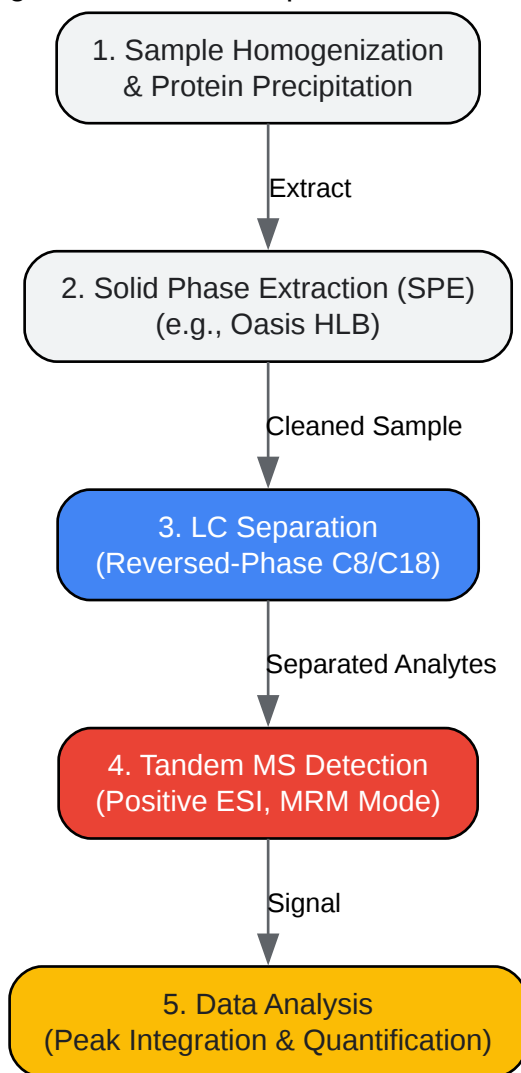 1. Sample Homogenization
& Protein Precipitation
Extract
2. Solid Phase Extraction (SPE)
(e.g., Oasis HLB)
Cleaned Sample
3. LC Separation
(Reversed-Phase C8/C18)
Separated Analytes
4. Tandem MS Detection
(Positive ESI, MRM Mode)
Signal
5. Data Analysis
(Peak Integration & Quantification)